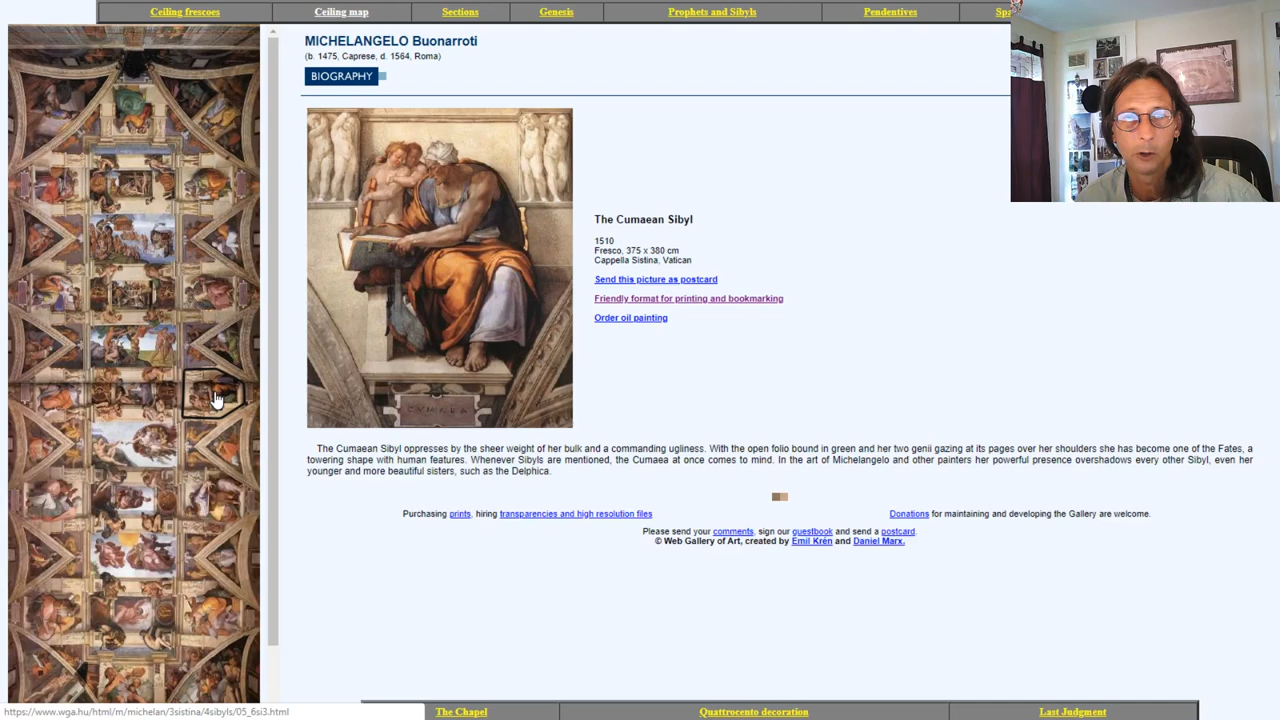 Ceiling frescoes Ceiling map Sections Genesis Prophets and Sibyls Pendentives
MICHELANGELO Buonarroti
(b. 1475, Caprese, d. 1564, Roma)
BIOGRAPHY
The Cumaean Sibyl
1510
Fresco, 375 x 380 cm
Cappella Sistina, Vatican
Send this picture as postcard
Friendly format for printing and bookmarking
Order oil painting
The Cumaean Sibyl oppresses by the sheer weight of her bulk and a commanding ugliness. With the open folio bound in green and her two genii gazing at its pages over her shoulders she has become one of the Fates, a
towering shape with human features. Whenever Sibyls are mentioned, the Cumaea at once comes to mind. In the art of Michelangelo and other painters her powerful presence overshadows every other Sibyl, even her
younger and more beautiful sisters, such as the Delphica.
Purchasing prints, hiring transparencies and high resolution files
Donations for maintaining and developing the Gallery are welcome.
Please send your comments, sign our guestbook and send a postcard.
© Web Gallery of Art, created by Emil Krén and Daniel Marx.
https://www.wga.hu/html/m/michelan/3sistina/4sibyls/05_6si3.html
The Chapel Quattrocento decoration Last Judgment